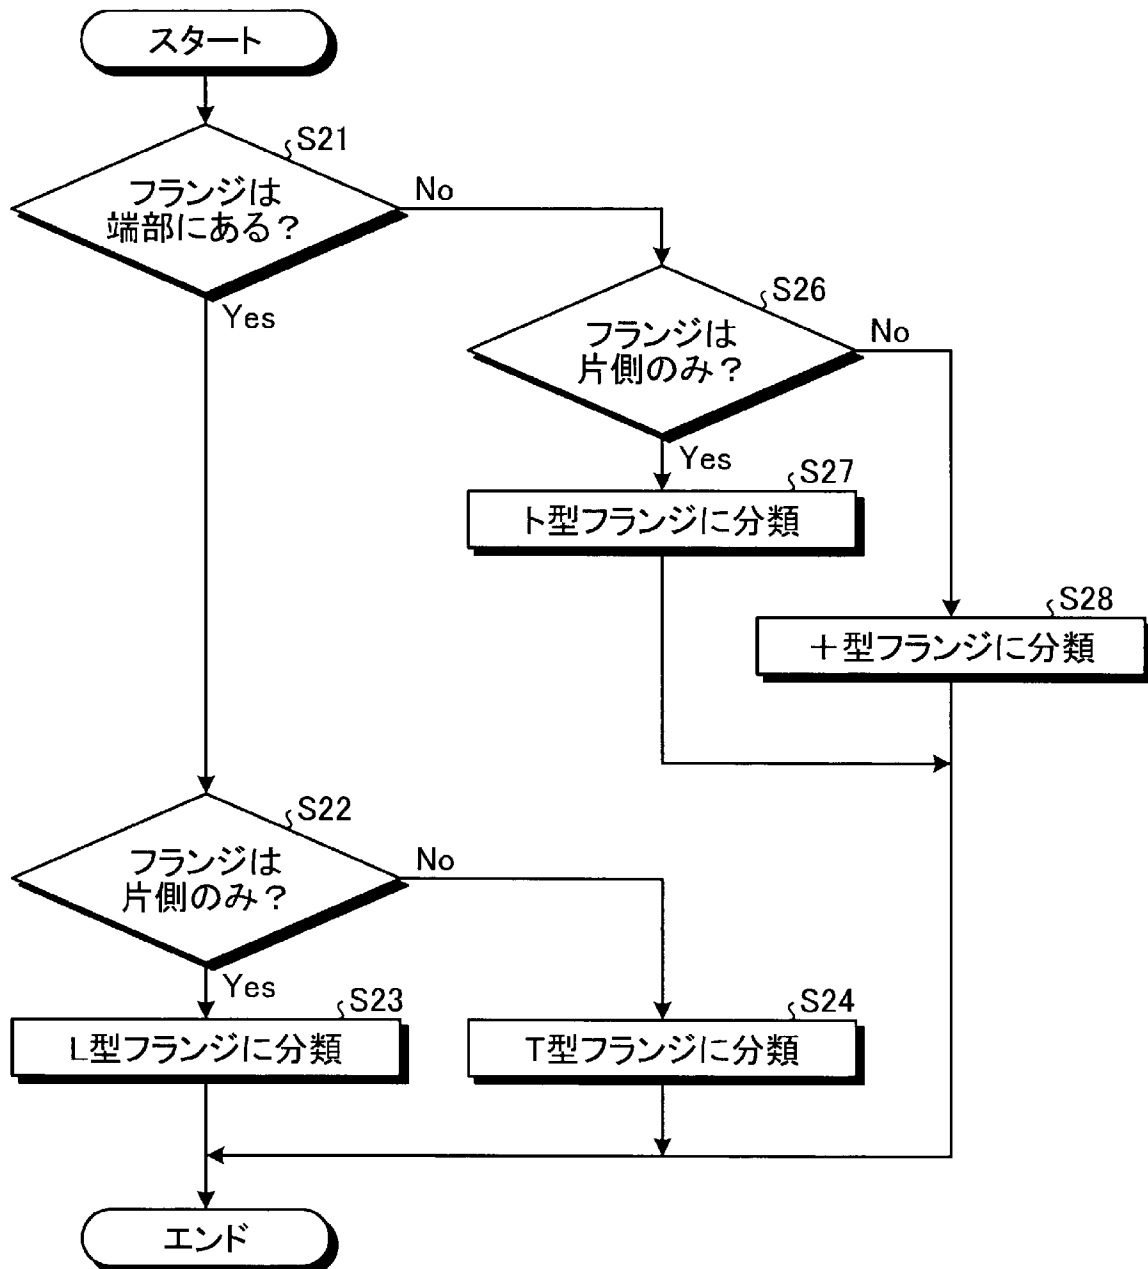 スタート
S21
フランジは
端部にある？
No
Yes
S26
フランジは
片側のみ？
No
Yes
S27
ト型フランジに分類
S28
＋型フランジに分類
S22
フランジは
片側のみ？
No
Yes
S23
L型フランジに分類
S24
T型フランジに分類
エンド